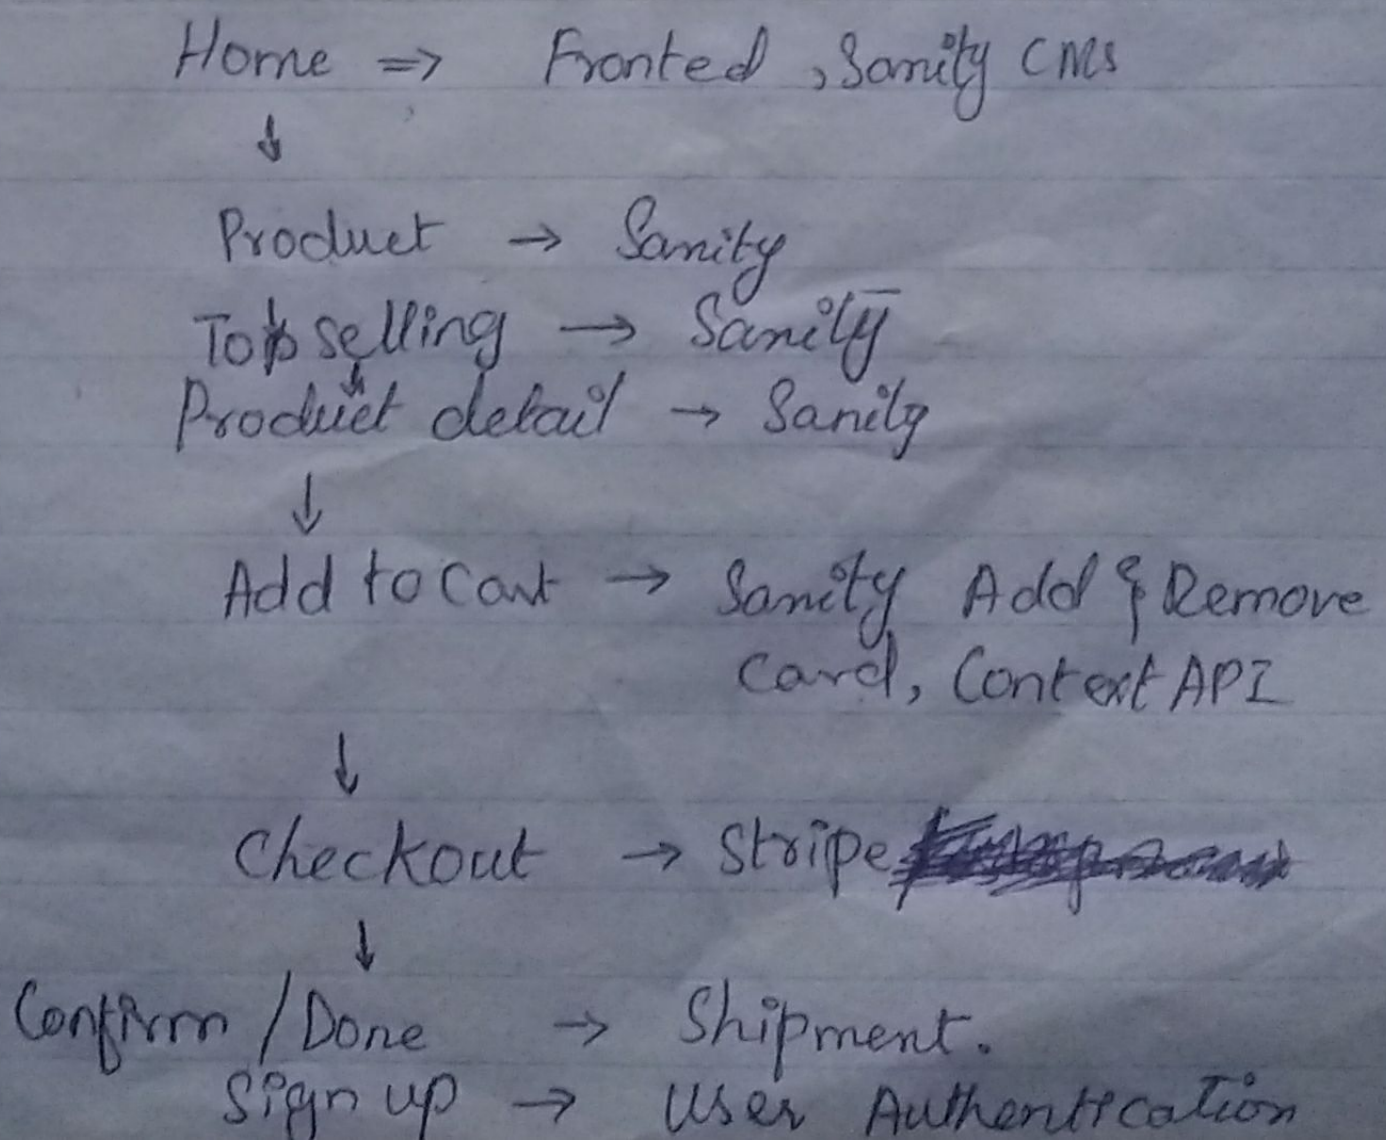 Home => Fronted, Sanity CMS
↓
Product → Sanity
Top selling → Sanity
↓
Product detail → Sanity
↓
Add to Cart → Sanity Add & Remove
Card, Context API
↓
Checkout → Stripe
↓
Confirm / Done → Shipment.
Sign up → User Authentication